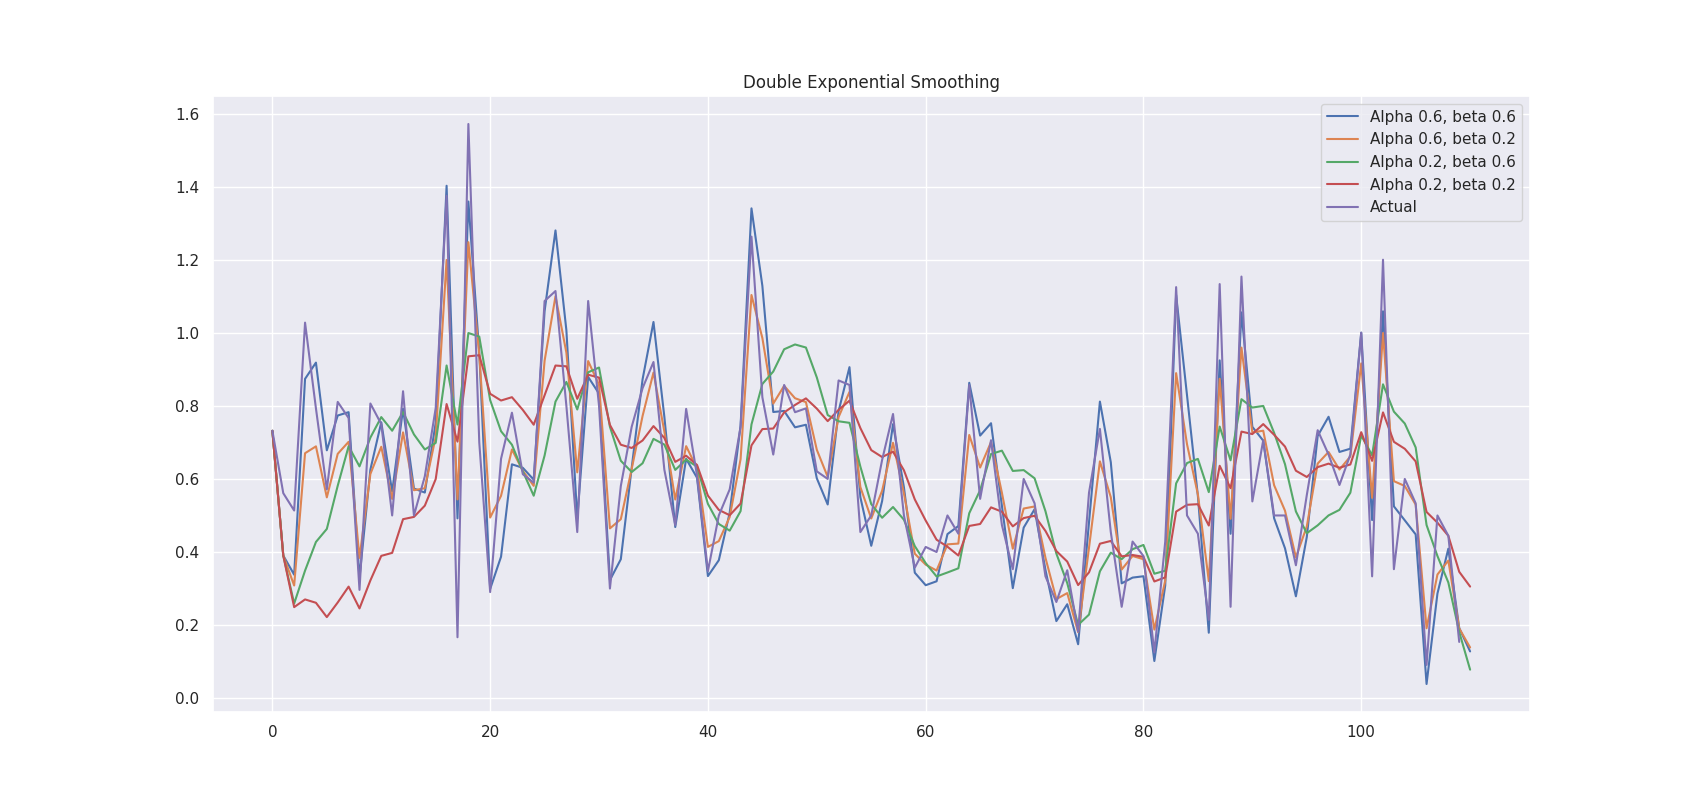 Double Exponential Smoothing
1.6
1.4
1.2
1.0
0.8
0.6
0.4
0.2
0.0
0
20
40
60
80
100
Alpha 0.6, beta 0.6
Alpha 0.6, beta 0.2
Alpha 0.2, beta 0.6
Alpha 0.2, beta 0.2
Actual